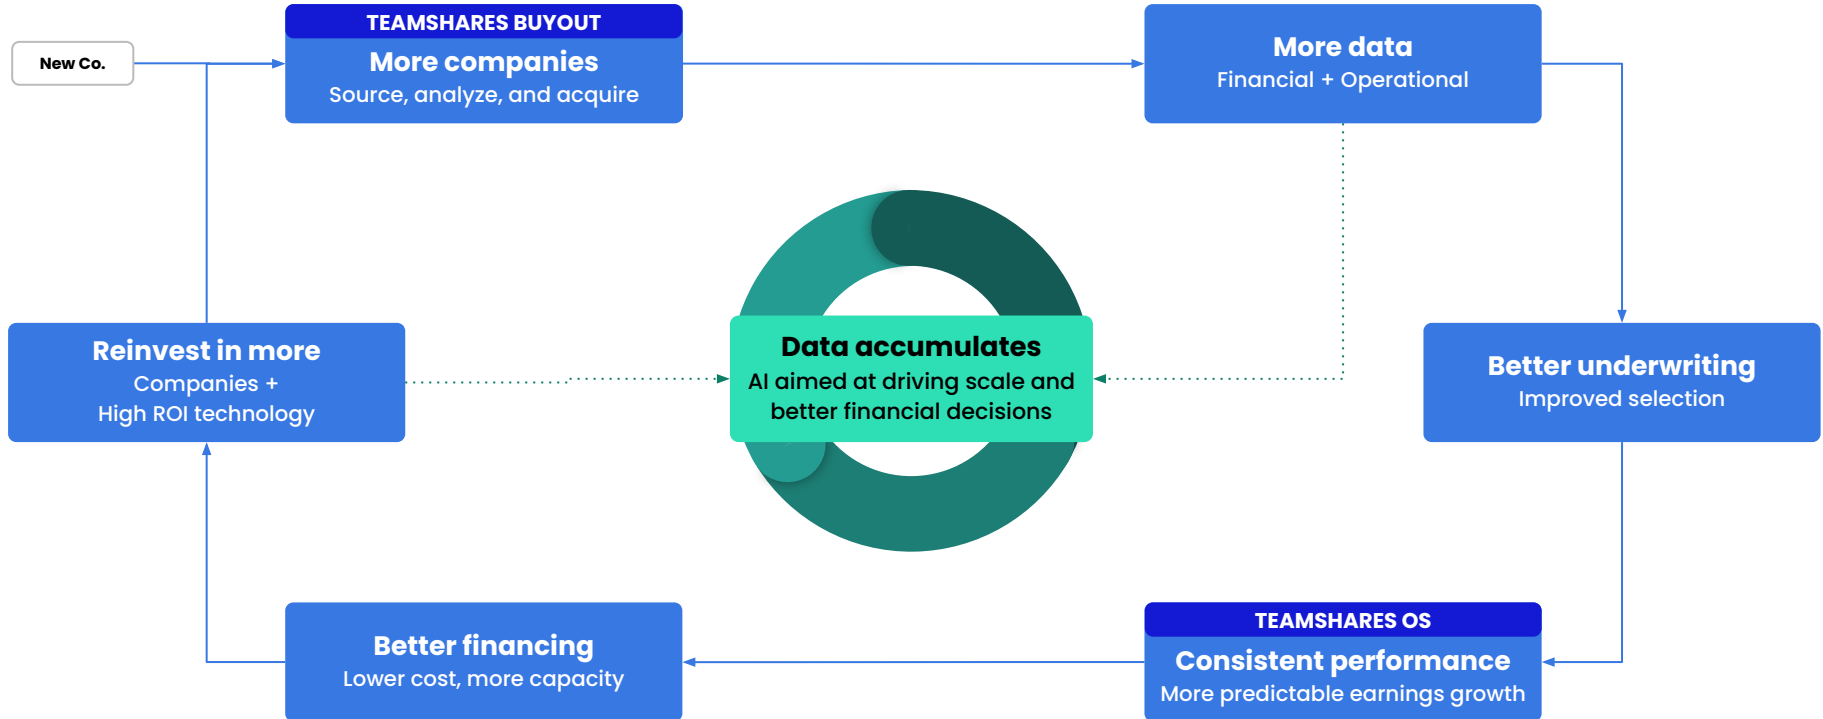 New Co.
TEAMSHARES BUYOUT
More companies
Source, analyze, and acquire
More data
Financial + Operational
Reinvest in more
Companies +
High ROI technology
Data accumulates
AI aimed at driving scale and
better financial decisions
Better underwriting
Improved selection
Better financing
Lower cost, more capacity
TEAMSHARES OS
Consistent performance
More predictable earnings growth